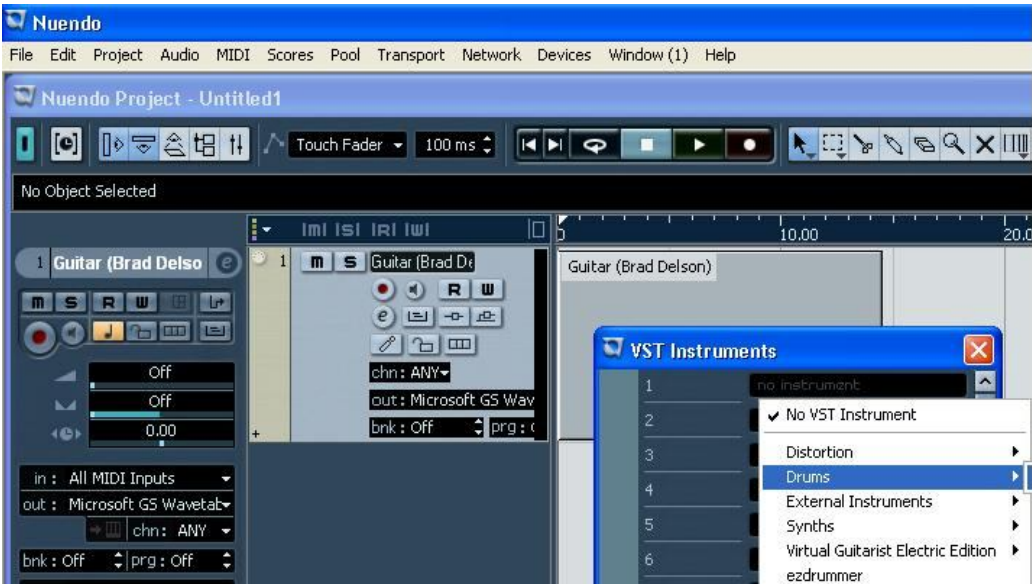 Nuendo
File Edit Project Audio MIDI Scores Pool Transport Network Devices Window (1) Help
Nuendo Project - Untitled1
Touch Fader 100 ms
No Object Selected
m S R W
0 10.00 20.0
1 Guitar (Brad Delso e
1 m S Guitar (Brad De
Guitar (Brad Delson)
m S R W
R W
e
Off
chn: ANY
Off
out: Microsoft GS Wav
0.00
bnk: Off prg: 
in: All MIDI Inputs
out: Microsoft GS Wavetab
chn: ANY
bnk: Off prg: Off
VST Instruments
1 no instrument
2
3
4
5
6
✓ No VST Instrument
Distortion
Drums
External Instruments
Synths
Virtual Guitarist Electric Edition
ezdrummer